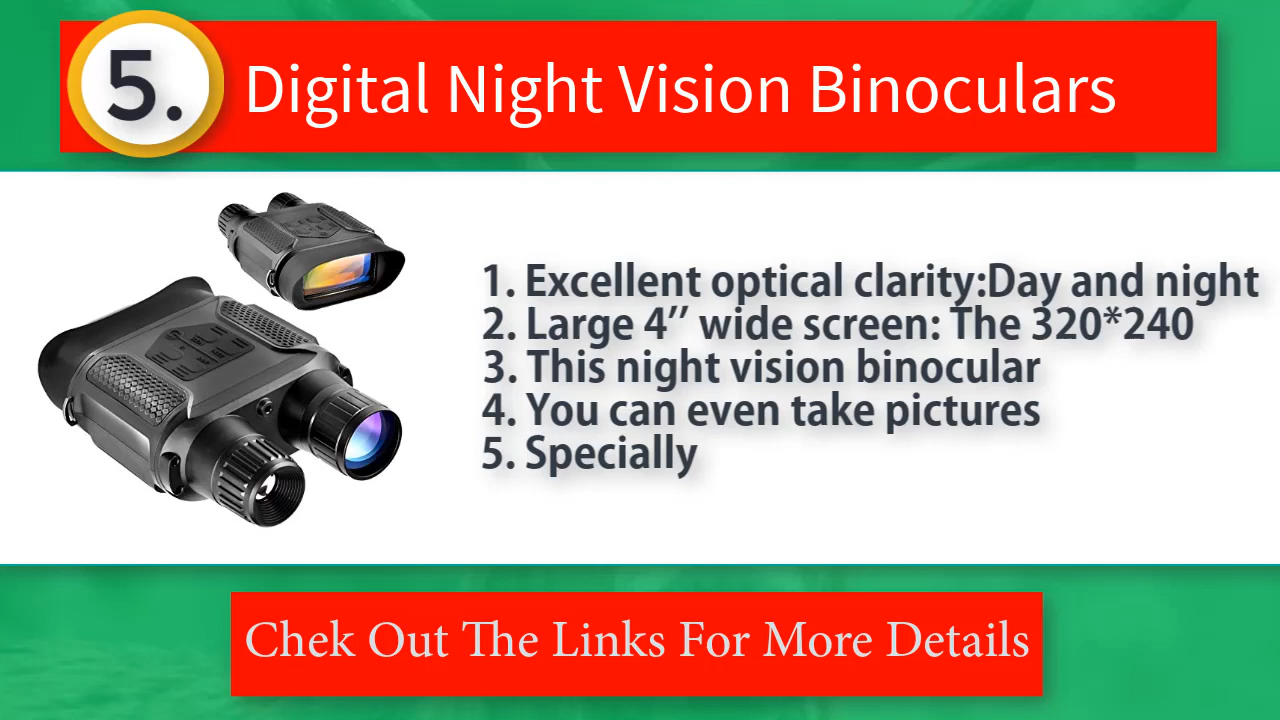 5.
Digital Night Vision Binoculars
1. Excellent optical clarity:Day and night
2. Large 4’’ wide screen: The 320*240
3. This night vision binocular
4. You can even take pictures
5. Specially
Chek Out The Links For More Details